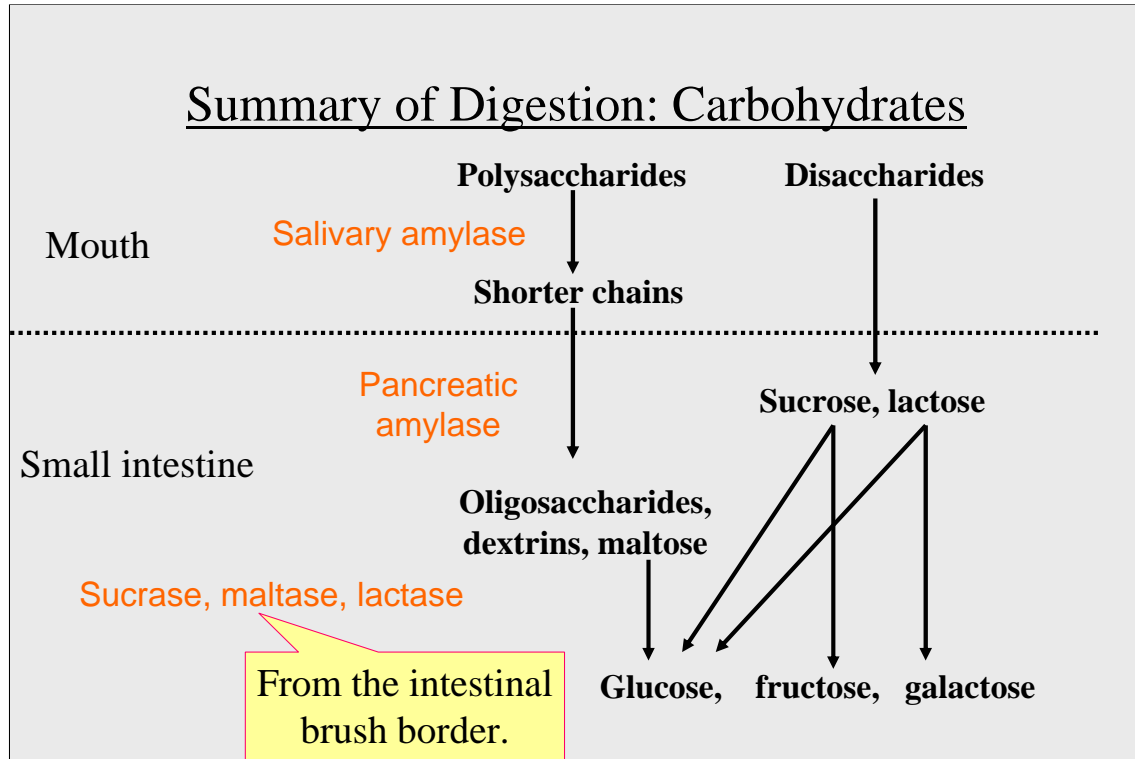 Summary of Digestion: Carbohydrates
Polysaccharides Disaccharides
Salivary amylase
Mouth
Shorter chains
Pancreatic
amylase
Sucrose, lactose
Small intestine
Oligosaccharides,
dextrins, maltose
Sucrase, maltase, lactase
From the intestinal
brush border.
Glucose, fructose, galactose